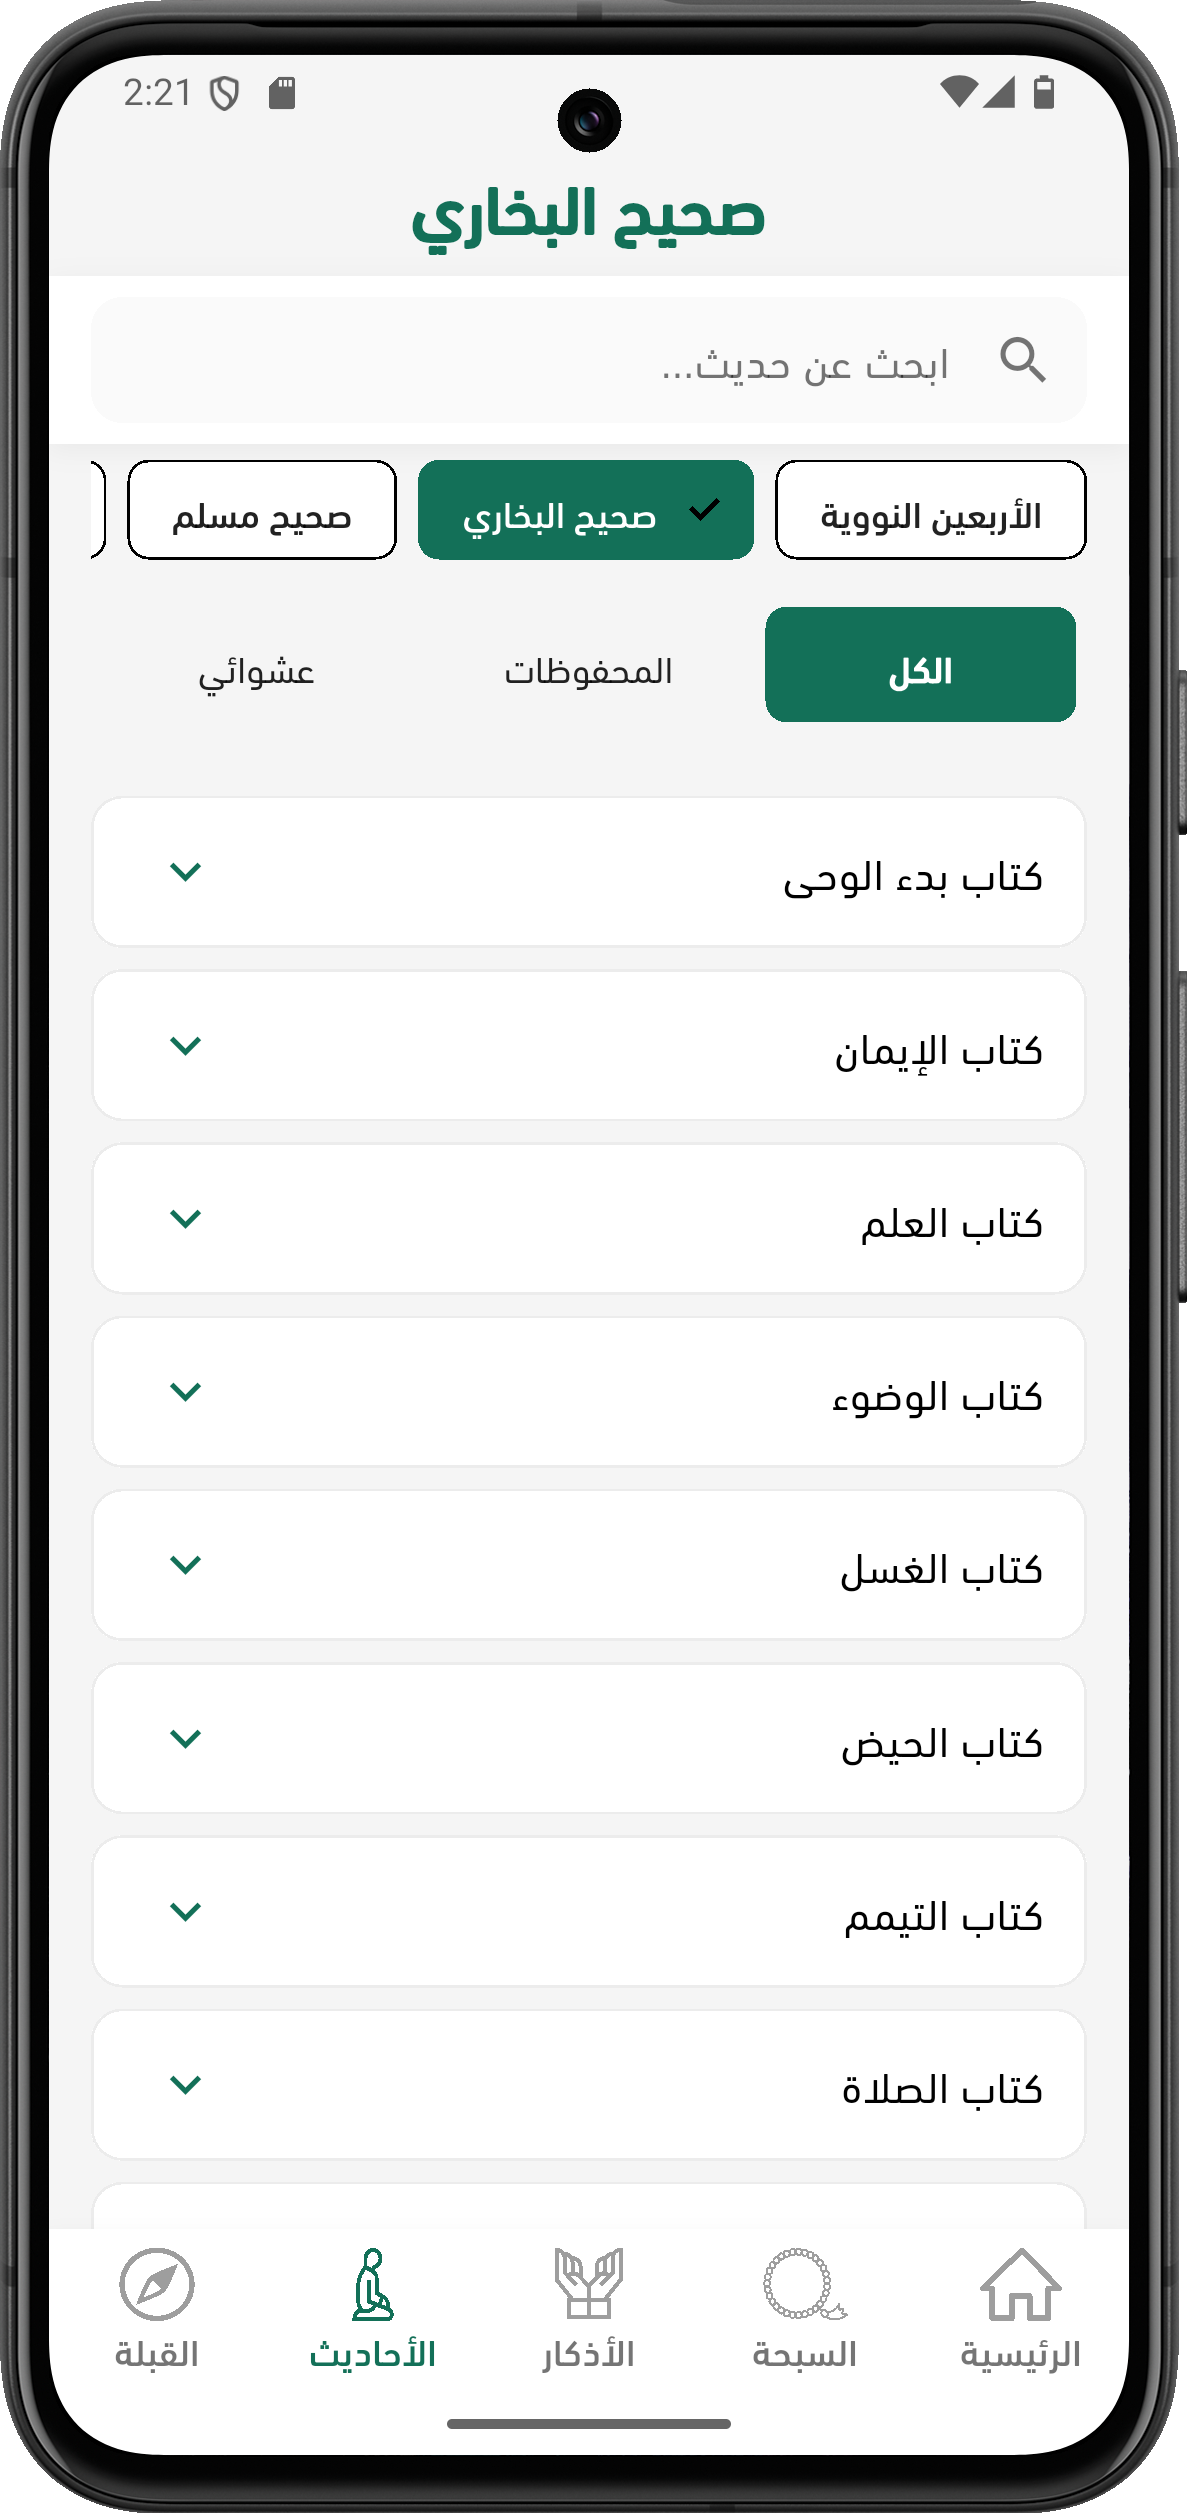 2:21
صحيح البخاري
ابحث عن حديث...
الأربعين النووية صحيح البخاري صحيح مسلم
الكل المحفوظات عشوائي
كتاب بدء الوحى
كتاب الإيمان
كتاب العلم
كتاب الوضوء
كتاب الغسل
كتاب الحيض
كتاب التيمم
كتاب الصلاة
الرئيسية السبحة الأذكار الأحاديث القبلة